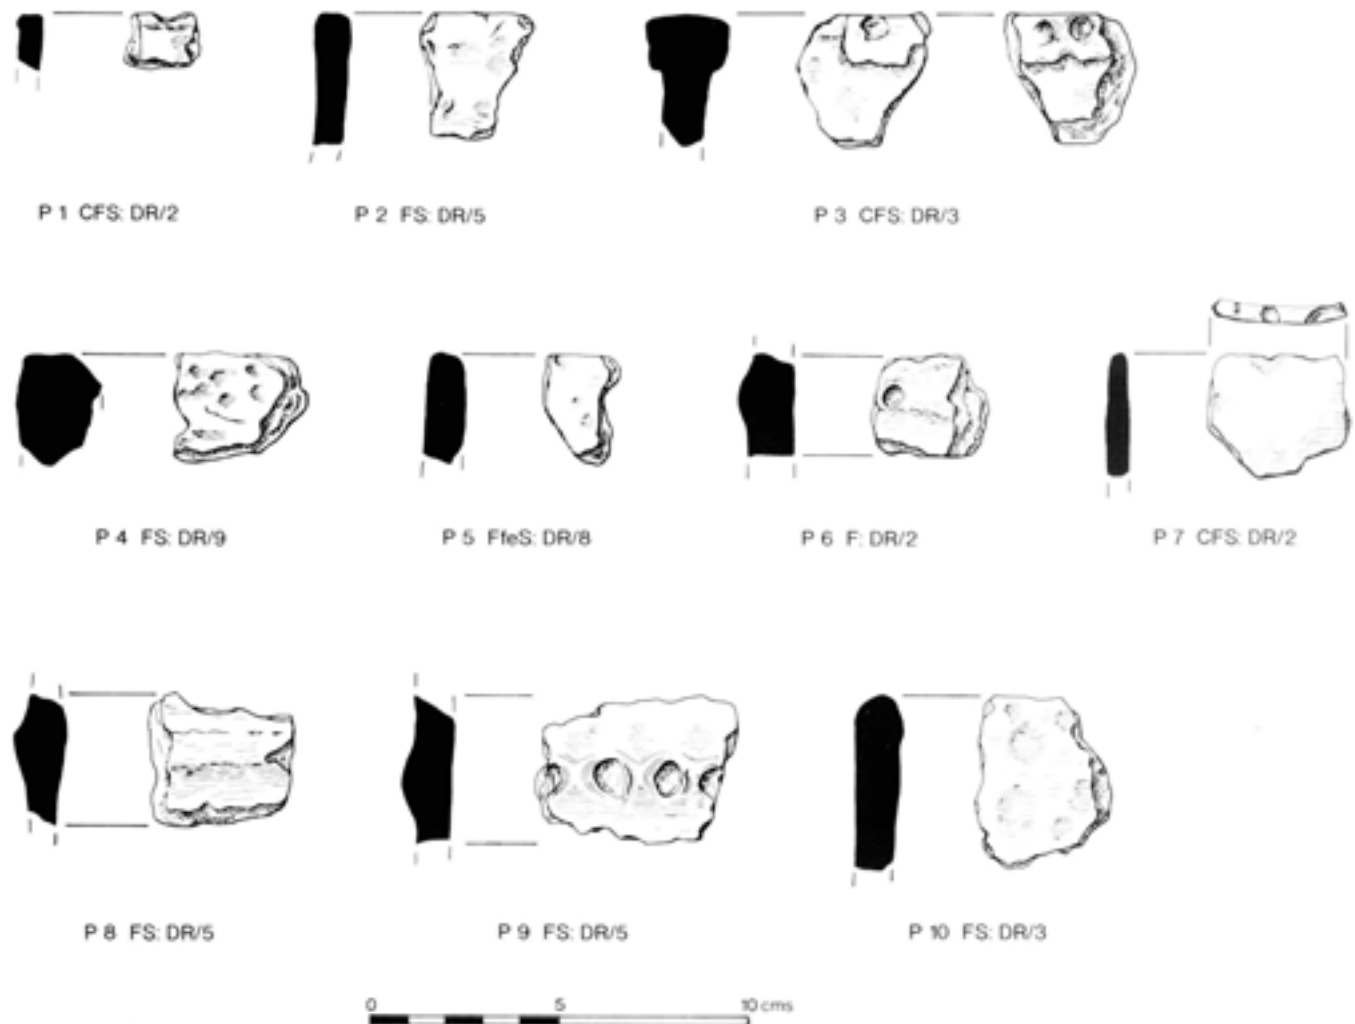 P 1 CFS: DR/2
P 2 FS: DR/5
P 3 CFS: DR/3
P 4 FS: DR/9
P 5 FfeS: DR/8
P 6 F: DR/2
P 7 CFS: DR/2
P 8 FS: DR/5
P 9 FS: DR/5
P 10 FS: DR/3
0 5 10 cms